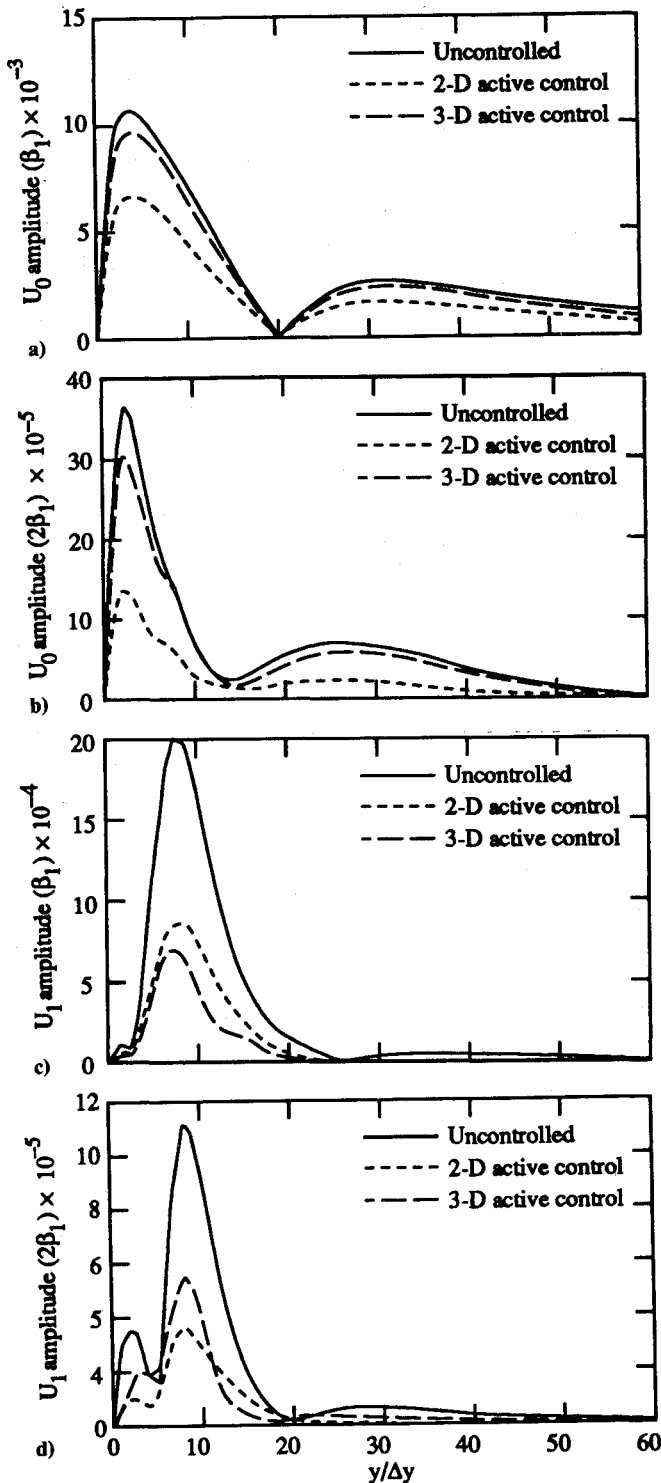 15
10
5
0
U₀ amplitude (β₁) × 10⁻³
Uncontrolled
2-D active control
3-D active control
a)
40
30
20
10
0
U₀ amplitude (2β₁) × 10⁻⁵
Uncontrolled
2-D active control
3-D active control
b)
20
15
10
5
0
U₁ amplitude (β₁) × 10⁻⁴
Uncontrolled
2-D active control
3-D active control
c)
12
10
8
6
5
4
0
U₁ amplitude (2β₁) × 10⁻⁵
Uncontrolled
2-D active control
3-D active control
d)
0 10 20 30 40 50 60
y/Δy